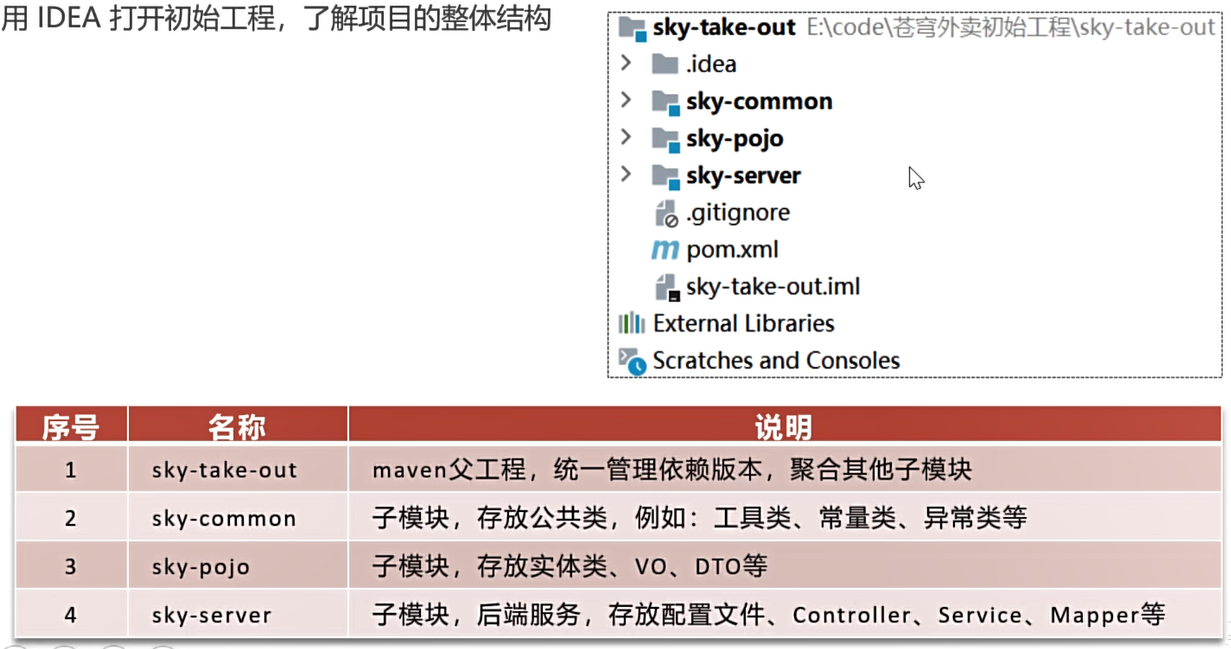 用 IDEA 打开初始工程，了解项目的整体结构
sky-take-out E:\code\苍穹外卖初始工程\sky-take-out
.idea
sky-common
sky-pojo
sky-server
.gitignore
pom.xml
sky-take-out.iml
External Libraries
Scratches and Consoles
序号 名称 说明
1 sky-take-out maven父工程，统一管理依赖版本，聚合其他子模块
2 sky-common 子模块，存放公共类，例如：工具类、常量类、异常类等
3 sky-pojo 子模块，存放实体类、VO、DTO等
4 sky-server 子模块，后端服务，存放配置文件、Controller、Service、Mapper等